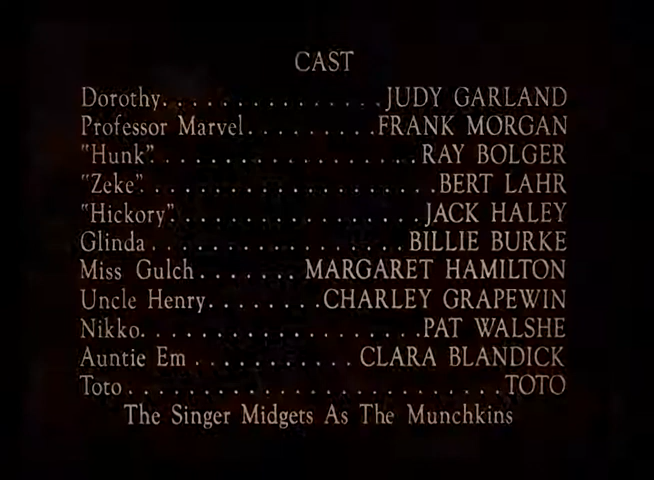 CAST
Dorothy. . . . . . . . . . . . . . . .JUDY GARLAND
Professor Marvel. . . . . . . . .FRANK MORGAN
"Hunk". . . . . . . . . . . . . . . . . .RAY BOLGER
"Zeke". . . . . . . . . . . . . . . . . . . .BERT LAHR
"Hickory". . . . . . . . . . . . . . . . .JACK HALEY
Glinda. . . . . . . . . . . . . . . . . .BILLIE BURKE
Miss Gulch . . . . . . . MARGARET HAMILTON
Uncle Henry. . . . . . . .CHARLEY GRAPEWIN
Nikko. . . . . . . . . . . . . . . . . . . .PAT WALSHE
Auntie Em . . . . . . . . . . . CLARA BLANDICK
Toto. . . . . . . . . . . . . . . . . . . . . . . . . . .TOTO
The Singer Midgets As The Munchkins